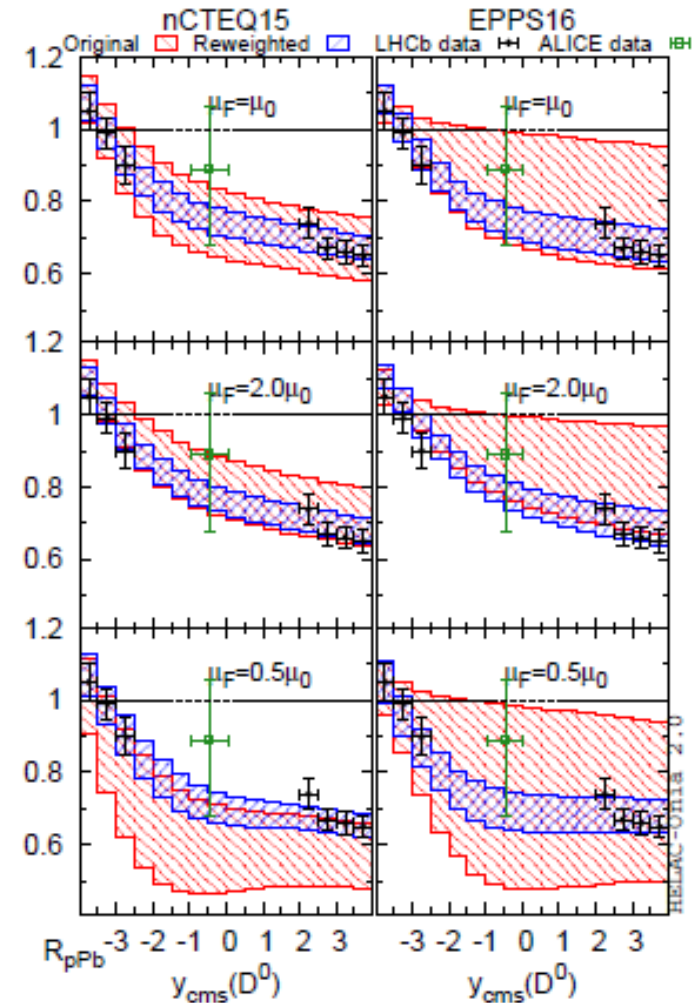 nCTEQ15 EPPS16
Original Reweighted LHCb data ALICE data
1.2
μF=μ0 μF=μ0
1
0.8
0.6
1.2
μF=2.0μ0 μF=2.0μ0
1
0.8
0.6
1.2
μF=0.5μ0 μF=0.5μ0
1
0.8
0.6
HELAC-Onia 2.0
RpPb
-3 -2 -1 0 1 2 3 -3 -2 -1 0 1 2 3
ycms(D0) ycms(D0)